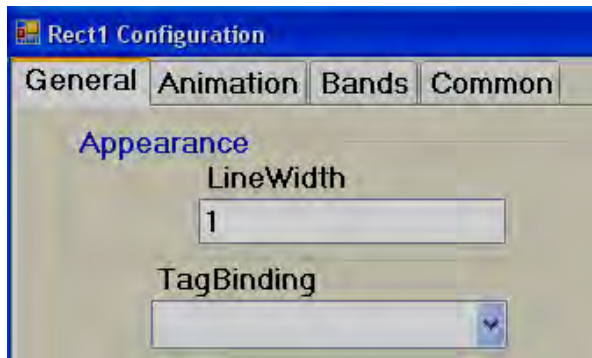 Rect1 Configuration
General Animation Bands Common
Appearance
LineWidth
1
TagBinding